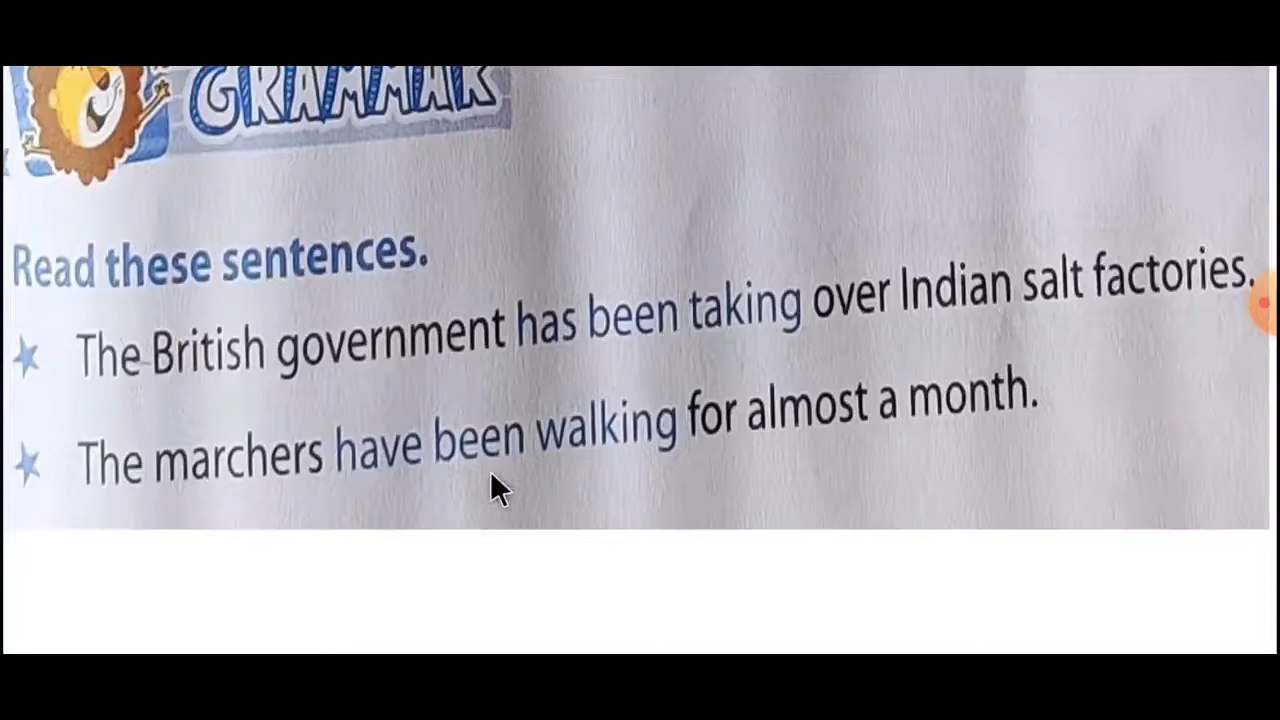 GRAMMAR
Read these sentences.
The British government has been taking over Indian salt factories.
The marchers have been walking for almost a month.